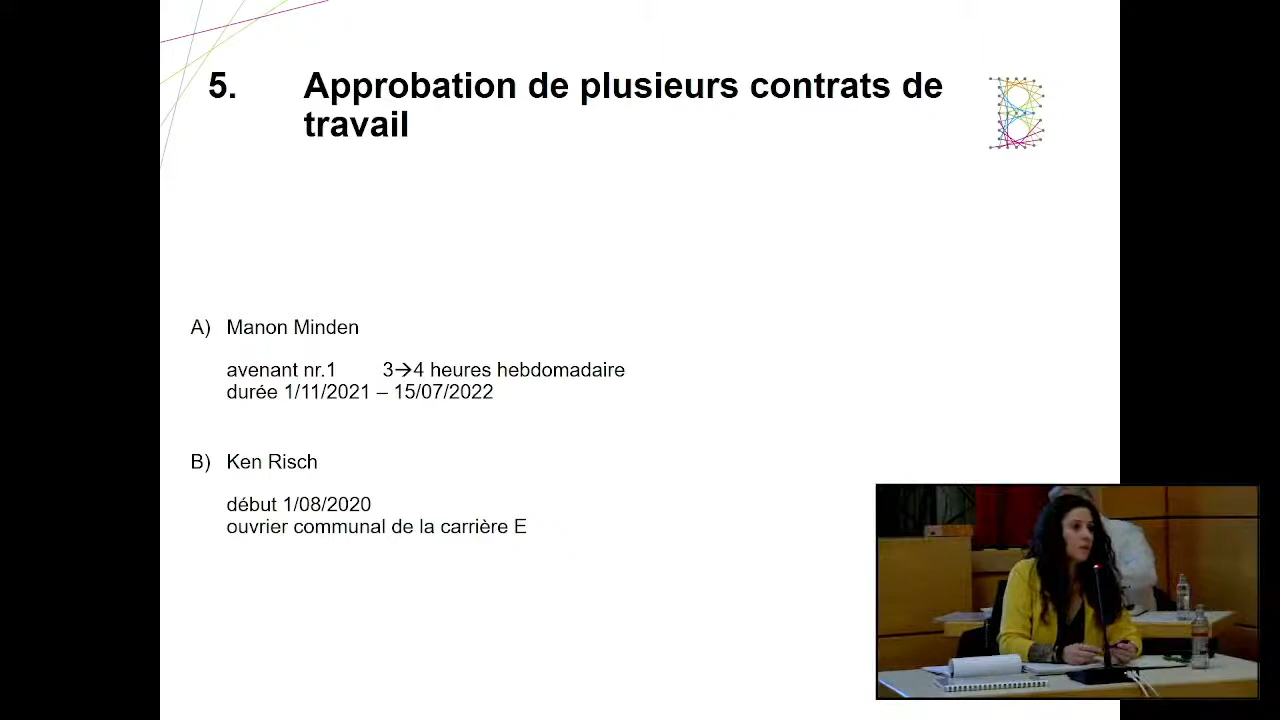 5. Approbation de plusieurs contrats de
travail
A) Manon Minden
avenant nr.1 3→4 heures hebdomadaire
durée 1/11/2021 – 15/07/2022
B) Ken Risch
début 1/08/2020
ouvrier communal de la carrière E